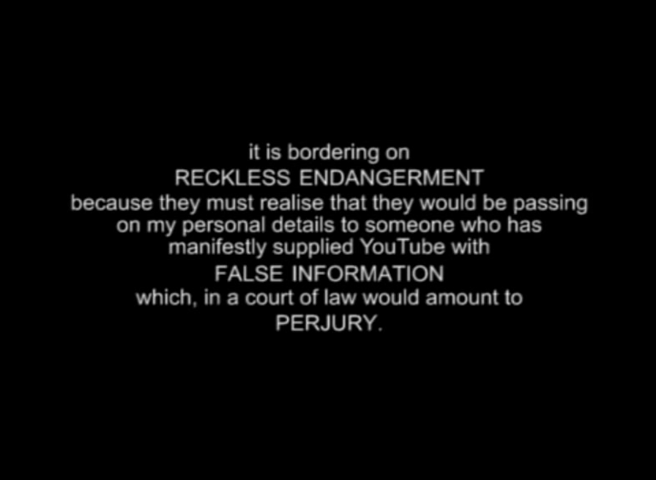 it is bordering on
RECKLESS ENDANGERMENT
because they must realise that they would be passing
on my personal details to someone who has
manifestly supplied YouTube with
FALSE INFORMATION
which, in a court of law would amount to
PERJURY.